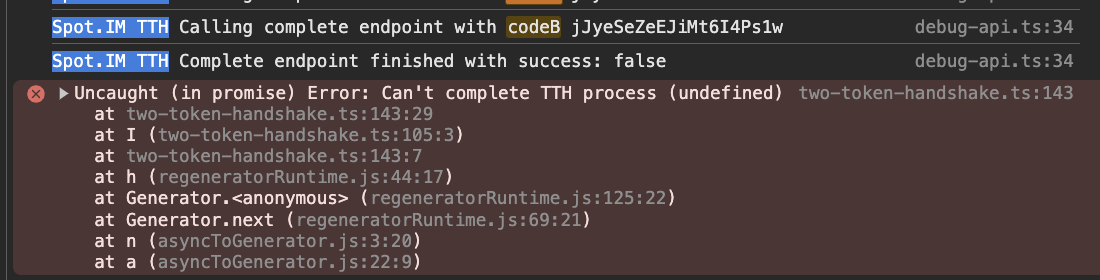 Spot.IM TTH Calling complete endpoint with codeB jJyeSeZeEJiMt6I4Ps1w debug-api.ts:34
Spot.IM TTH Complete endpoint finished with success: false debug-api.ts:34
Uncaught (in promise) Error: Can't complete TTH process (undefined) two-token-handshake.ts:143
at two-token-handshake.ts:143:29
at I (two-token-handshake.ts:105:3)
at two-token-handshake.ts:143:7
at h (regeneratorRuntime.js:44:17)
at Generator.<anonymous> (regeneratorRuntime.js:125:22)
at Generator.next (regeneratorRuntime.js:69:21)
at n (asyncToGenerator.js:3:20)
at a (asyncToGenerator.js:22:9)